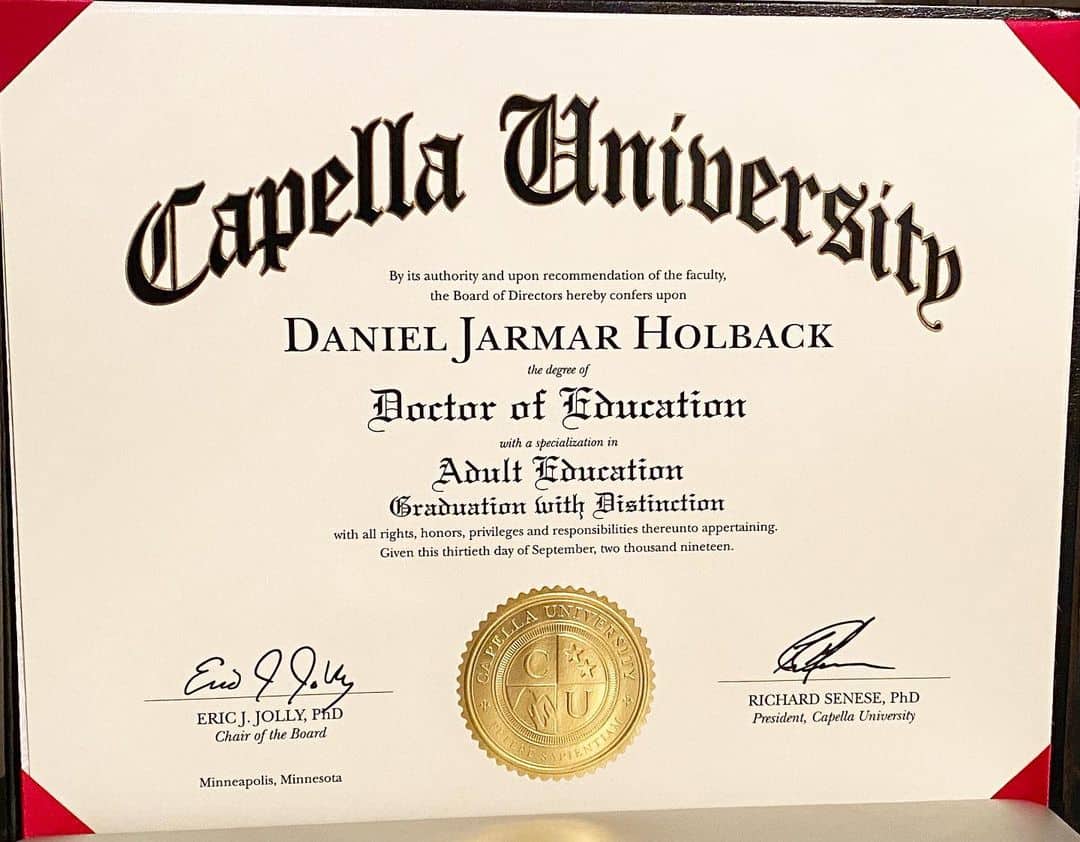 Capella University
By its authority and upon recommendation of the faculty,
the Board of Directors hereby confers upon
DANIEL JARMAR HOLBACK
the degree of
Doctor of Education
with a specialization in
Adult Education
Graduation with Distinction
with all rights, honors, privileges and responsibilities thereunto appertaining.
Given this thirtieth day of September, two thousand nineteen.
CAPELLA UNIVERSITY
C
U
SAPIENTIAM
Eric J Jolly
ERIC J. JOLLY, PhD
Chair of the Board
Minneapolis, Minnesota
RICHARD SENESE, PhD
President, Capella University